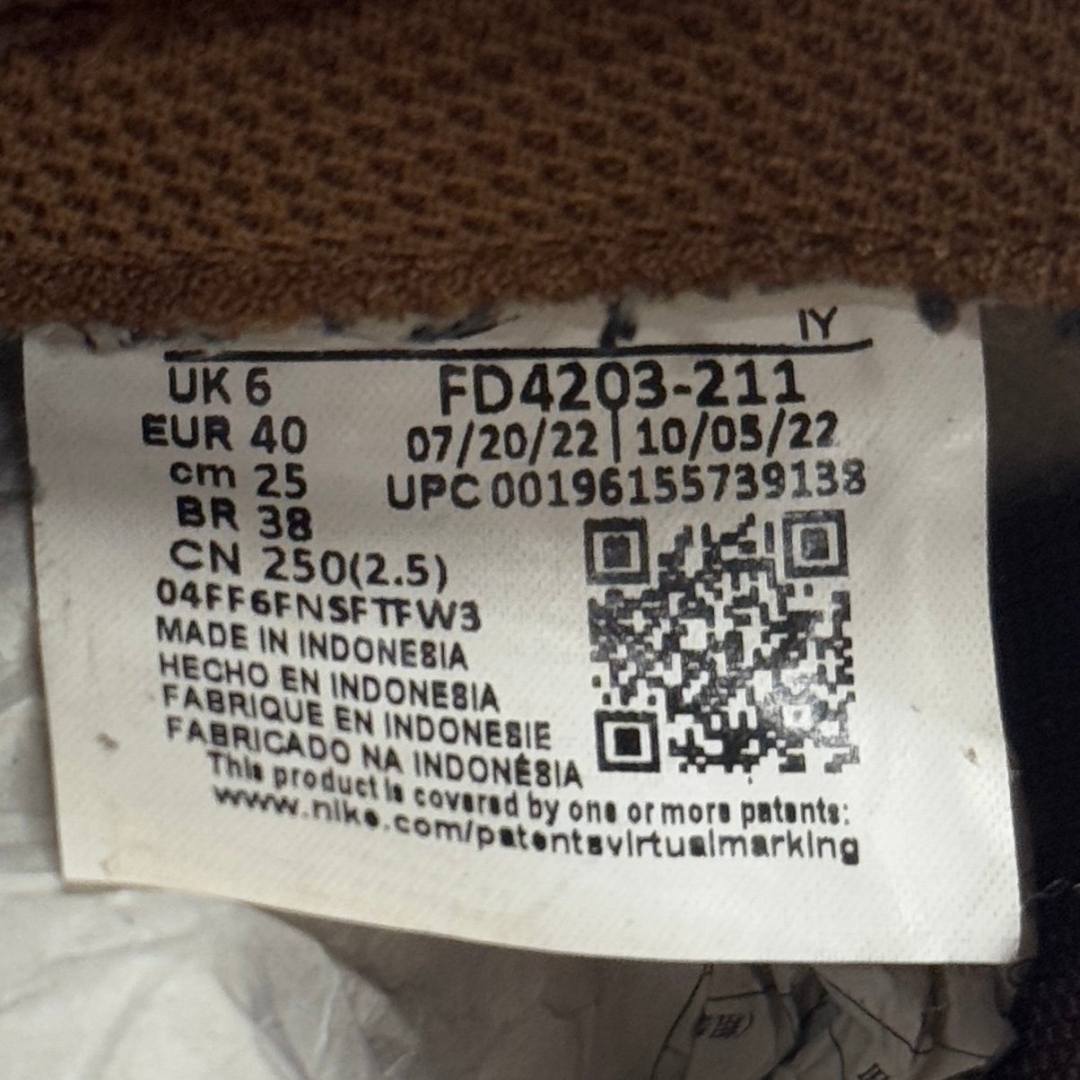 IY
UK 6
EUR 40
cm 25
BR 38
CN 250(2.5)
FD4203-211
07/20/22 | 10/05/22
UPC 00196155739138
04FF6FNSFTFW3
MADE IN INDONESIA
HECHO EN INDONESIA
FABRIQUE EN INDONESIE
FABRICADO NA INDONÉSIA
This product is covered by one or more patents:
www.nike.com/patentsvirtualmarking